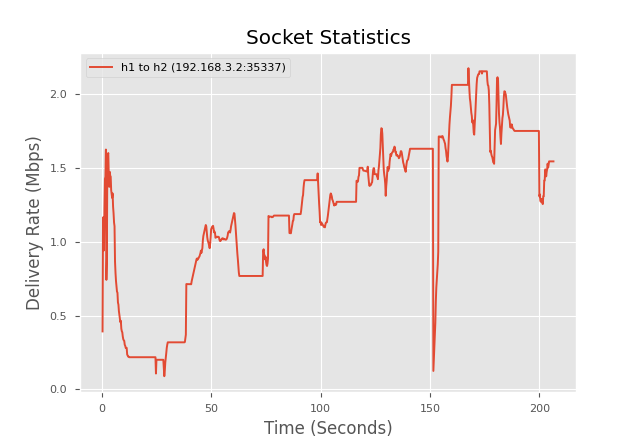 Socket Statistics
h1 to h2 (192.168.3.2:35337)
Delivery Rate (Mbps)
2.0
1.5
1.0
0.5
0.0
0 50 100 150 200
Time (Seconds)